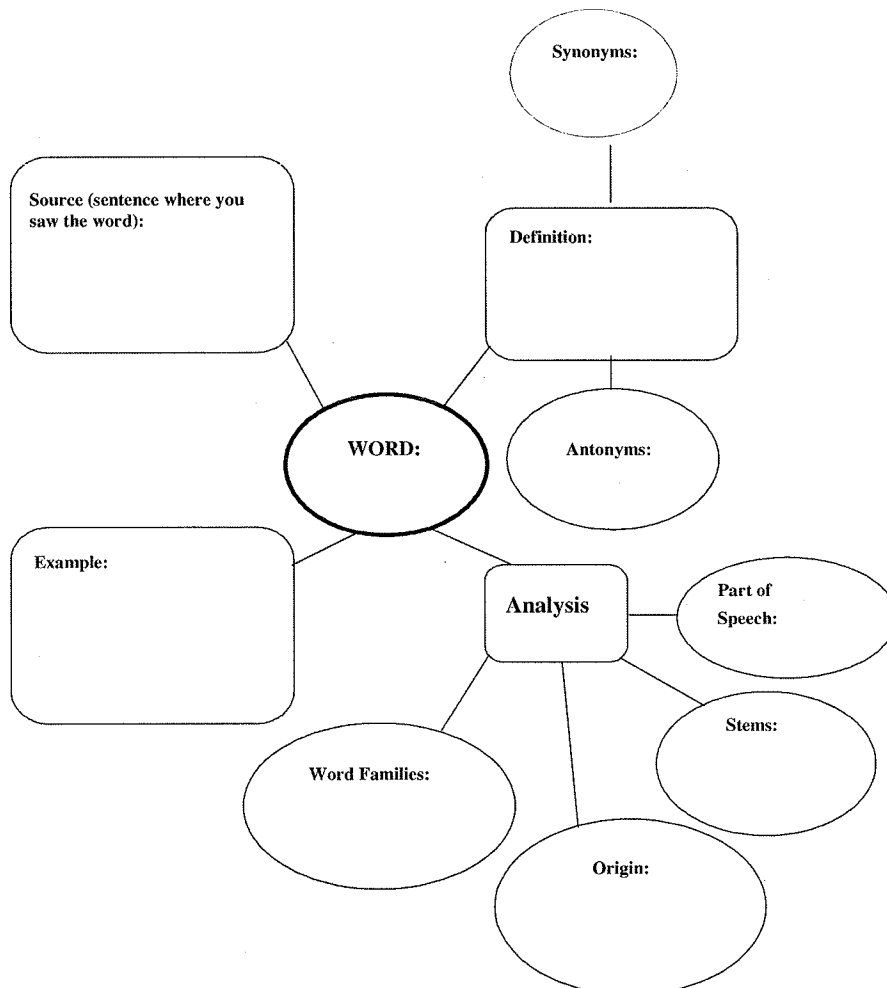 Synonyms:
Source (sentence where you
saw the word):
Definition:
WORD:
Antonyms:
Example:
Analysis
Part of
Speech:
Stems:
Word Families:
Origin: